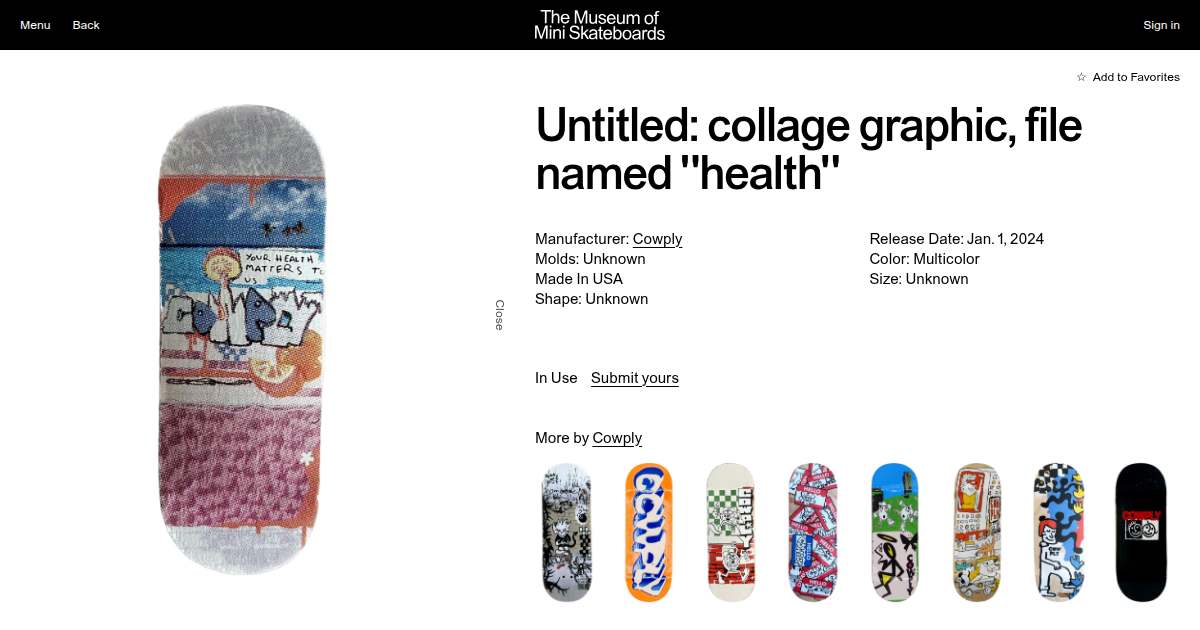 Menu
Back
The Museum of
Mini Skateboards
Sign in
☆ Add to Favorites
Untitled: collage graphic, file
named "health"
Manufacturer: Cowply
Molds: Unknown
Made In USA
Shape: Unknown
Release Date: Jan. 1, 2024
Color: Multicolor
Size: Unknown
YOUR HEALTH
MATTERS TO
US
COWPLY
Close
In Use
Submit yours
More by Cowply
COWPLY